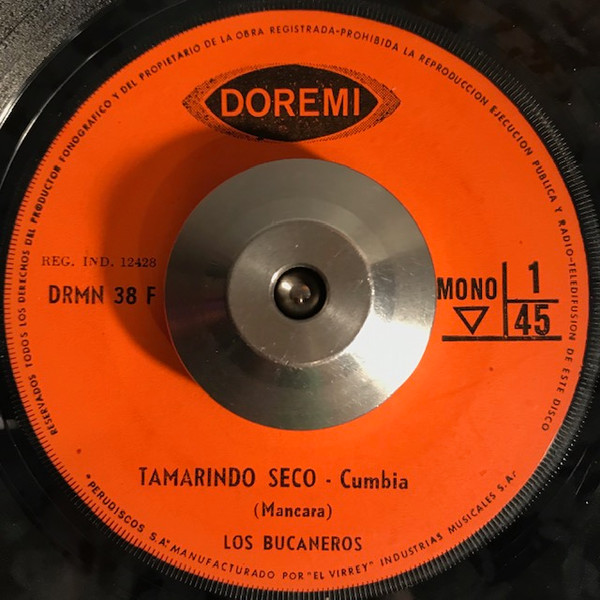 RESERVADOS TODOS LOS DERECHOS DEL PRODUCTOR FONOGRAFICO Y DEL PROPIETARIO DE LA OBRA REGISTRADA-PROHIBIDA LA REPRODUCCION EJECUCION PUBLICA Y RADIO-TELEDIFUSION DE ESTE DISCO
DOREMI
REG. IND. 12428
DRMN 38 F
MONO
1
45
TAMARINDO SECO - Cumbia
(Mancara)
LOS BUCANEROS
*PERUDISCOS S.A. MANUFACTURADO POR "EL VIRREY" INDUSTRIAS MUSICALES S.A.*